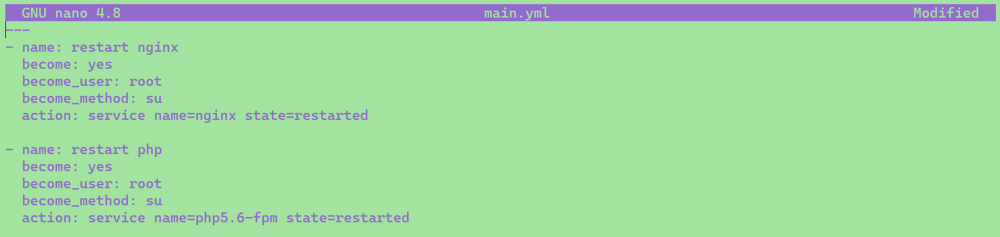 GNU nano 4.8 main.yml Modified
---
- name: restart nginx
  become: yes
  become_user: root
  become_method: su
  action: service name=nginx state=restarted

- name: restart php
  become: yes
  become_user: root
  become_method: su
  action: service name=php5.6-fpm state=restarted